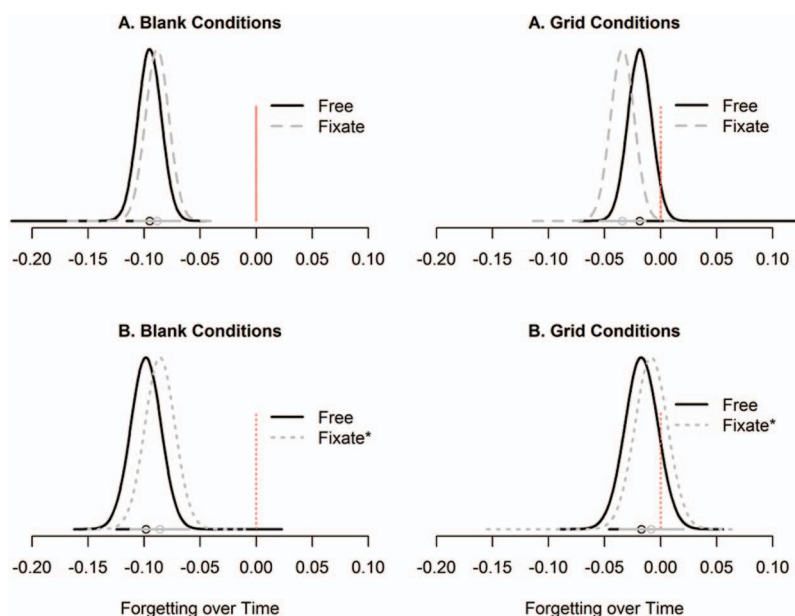 A. Blank Conditions
Free
Fixate
-0.20 -0.15 -0.10 -0.05 0.00 0.05 0.10
A. Grid Conditions
Free
Fixate
-0.20 -0.15 -0.10 -0.05 0.00 0.05 0.10
B. Blank Conditions
Free
Fixate*
-0.20 -0.15 -0.10 -0.05 0.00 0.05 0.10
Forgetting over Time
B. Grid Conditions
Free
Fixate*
-0.20 -0.15 -0.10 -0.05 0.00 0.05 0.10
Forgetting over Time